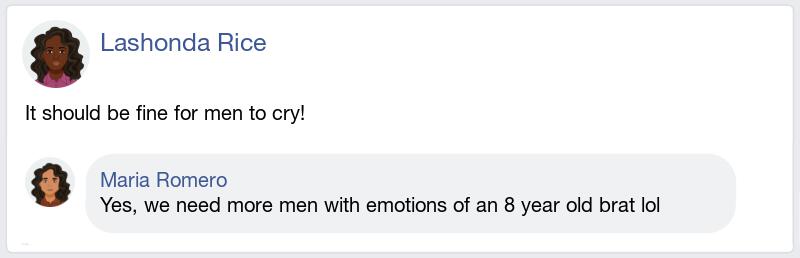 Lashonda Rice
It should be fine for men to cry!
Maria Romero
Yes, we need more men with emotions of an 8 year old brat lol